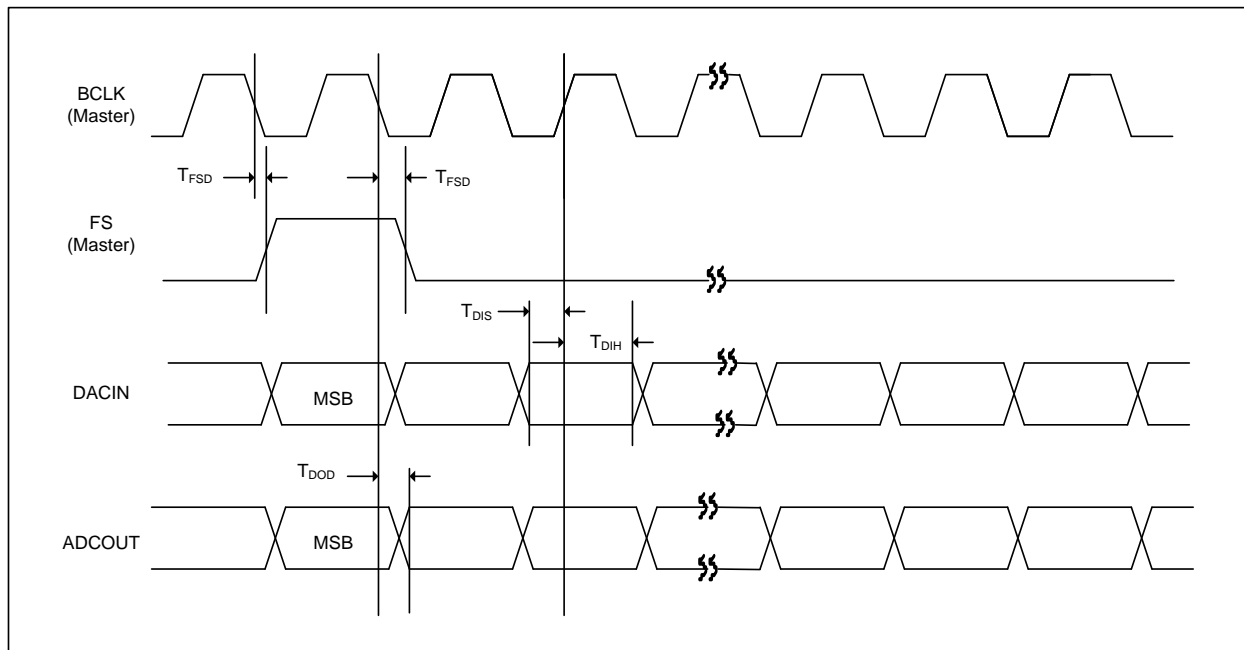 BCLK
(Master)
TFSD
TFSD
FS
(Master)
TDIS
TDIH
DACIN
MSB
TDOD
ADCOUT
MSB